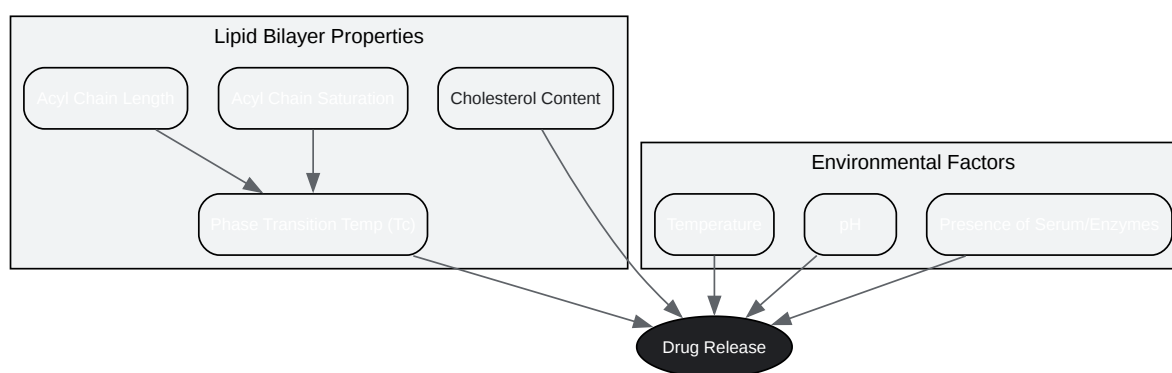 Lipid Bilayer Properties
Acyl Chain Length
Acyl Chain Saturation
Cholesterol Content
Phase Transition Temp (Tc)
Environmental Factors
Temperature
pH
Presence of Serum/Enzymes
Drug Release